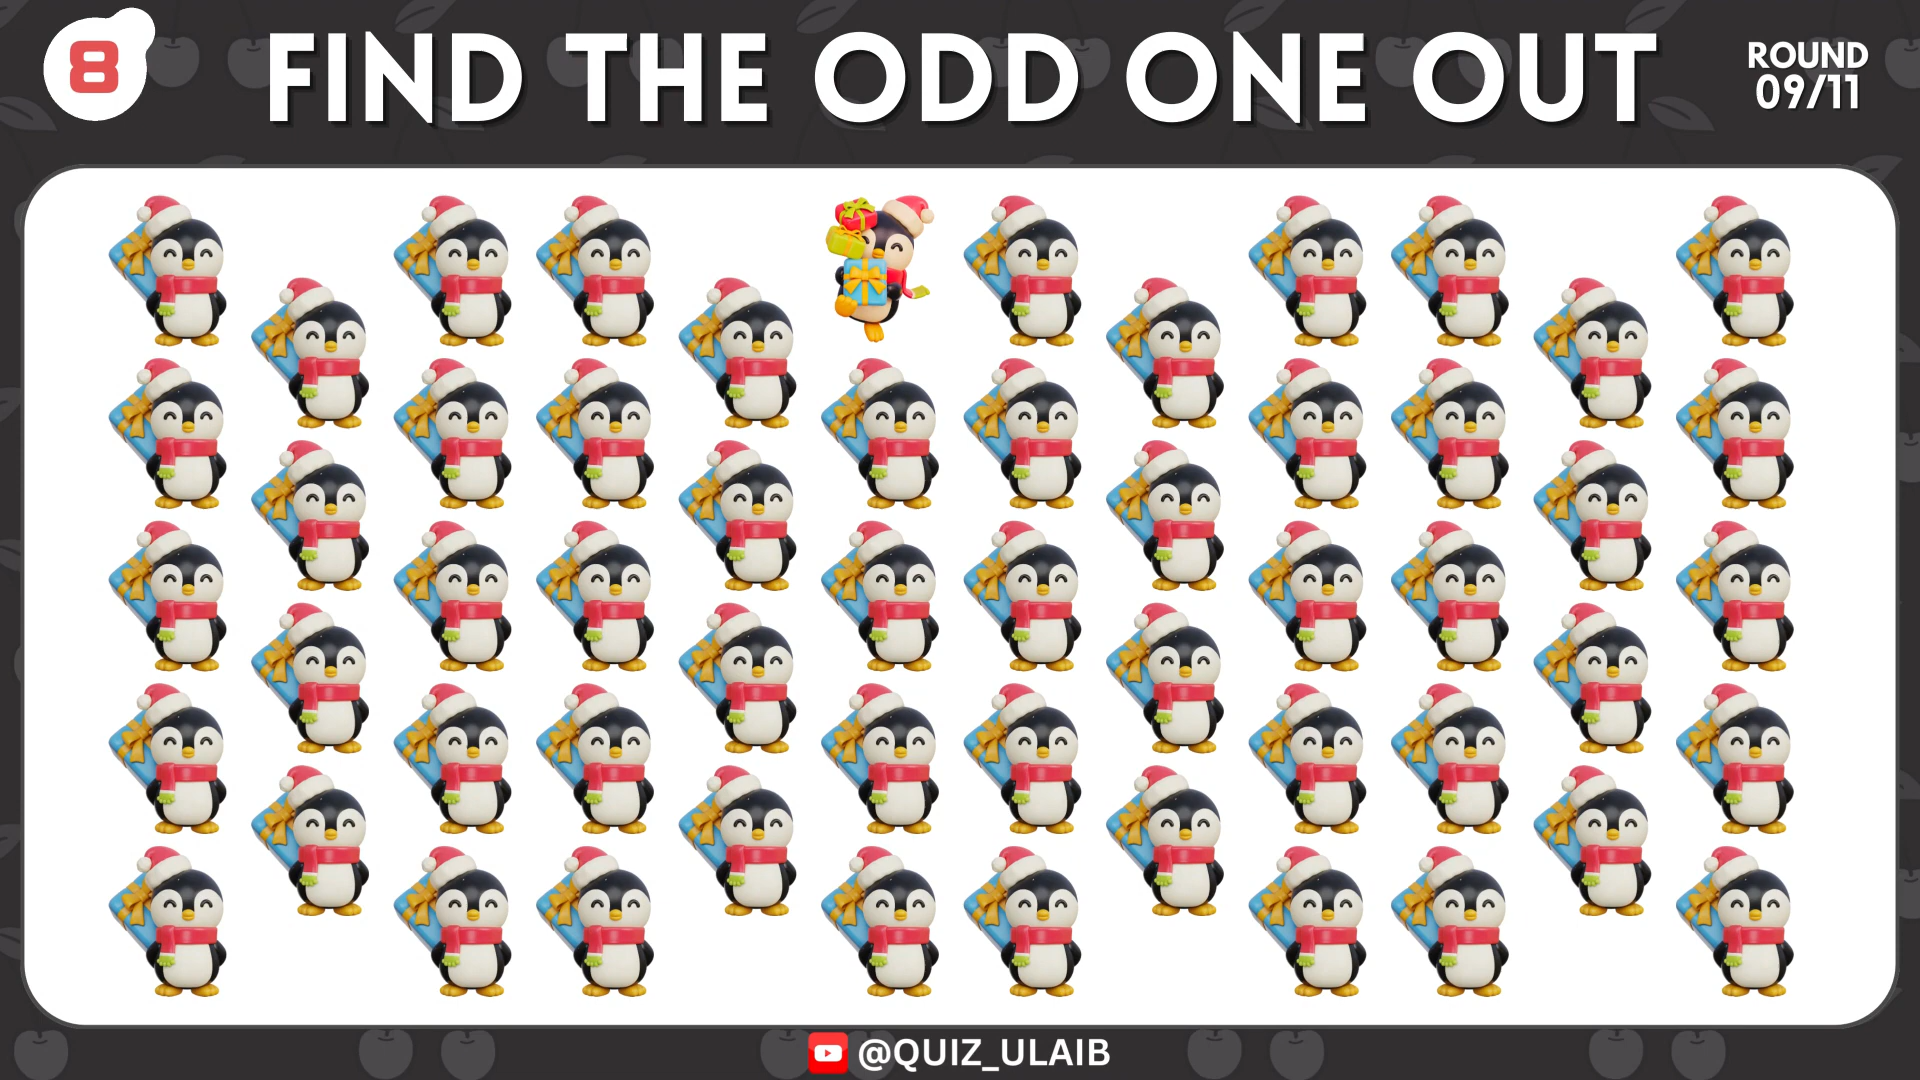 8
FIND THE ODD ONE OUT
ROUND
09/11
@QUIZ_ULAIB